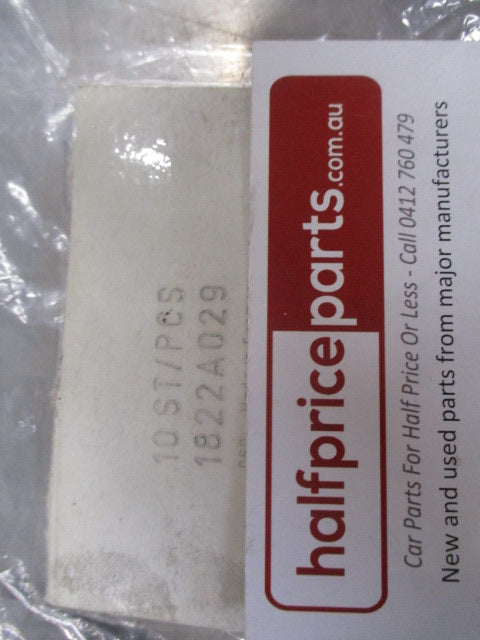 10 ST/PCS
1822A029
halfpriceparts.com.au
Car Parts For Half Price Or Less - Call 0412 760 479
New and used parts from major manufacturers